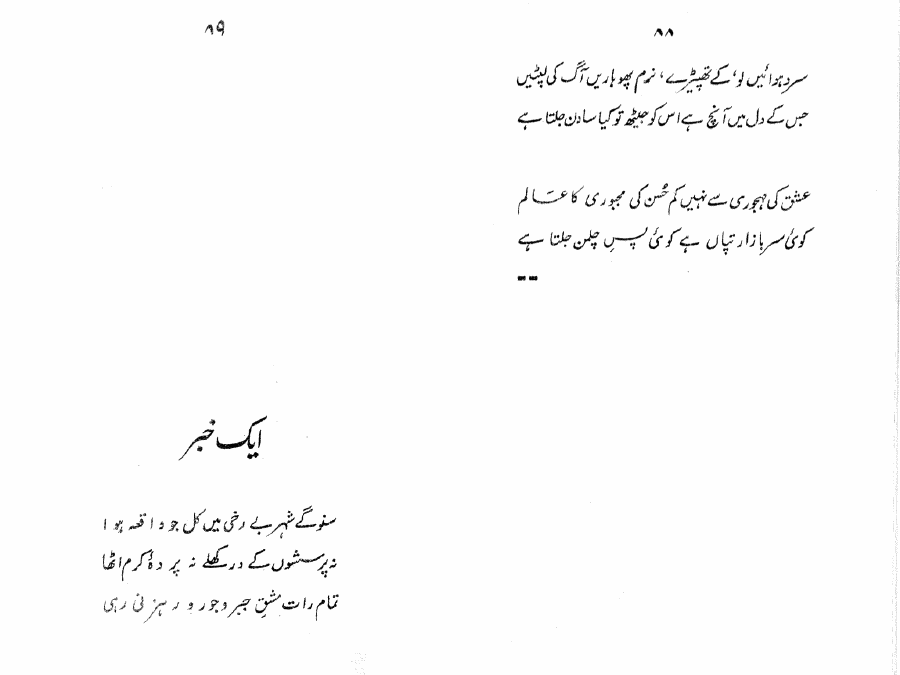 ۸۸
سرد ہوائیں لو، کے تھپیڑے، نرم پھوہاریں آگ کی لپٹیں
جس کے دل میں آنچ ہے اس کو جیٹھ تو کیا ساون جلتا ہے
عشق کی مہجوری سے نہیں کم حُسن کی مجبوری کا عالم
کوئی سرِ بازار تپاں ہے کوئی پسِ چلمن جلتا ہے
۸۹
ایک خبر
سنو گے شہرِ بے رخی میں کل جو واقعہ ہوا
نہ پرسشوں کے در کھلے نہ پردۂ کرم اٹھا
تمام رات مشقِ جبر و جور و رہزنی رہی